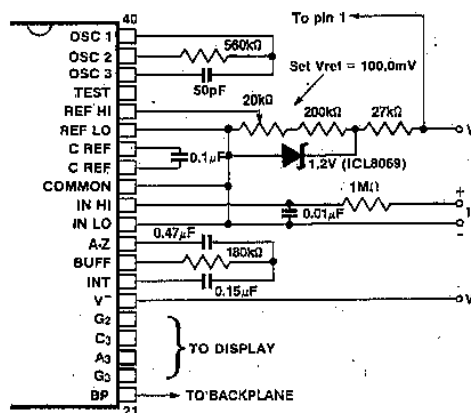 40
To pin 1
OSC 1
560kΩ
OSC 2
OSC 3
50pF
Set Vref = 100.0mV
TEST
20kΩ
REF HI
200kΩ
27kΩ
REF LO
V
C REF
0.1µF
1.2V (ICL8069)
C REF
COMMON
1MΩ
+
IN HI
0.01µF
IN LO
-
0.47µF
A-Z
BUFF
180kΩ
INT
0.15µF
V-
V
G2
C3
TO DISPLAY
A3
G3
BP
TO BACKPLANE
21